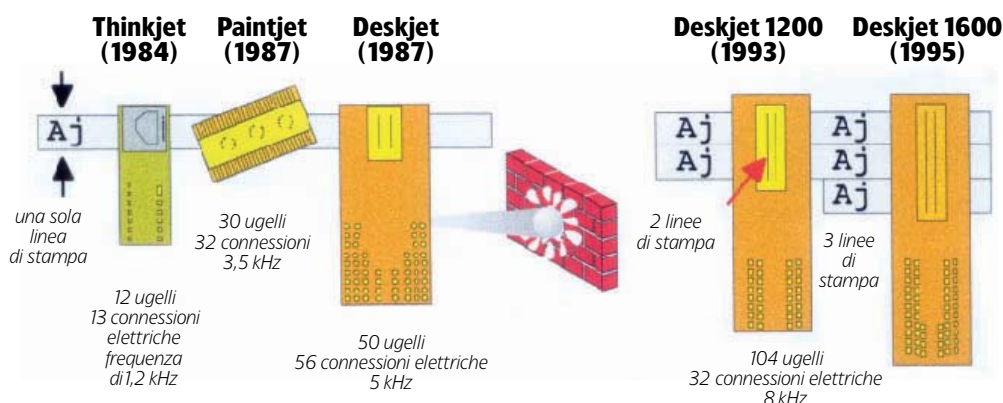 Thinkjet
(1984)
Paintjet
(1987)
Deskjet
(1987)
Deskjet 1200
(1993)
Deskjet 1600
(1995)
Aj
una sola
linea
di stampa
12 ugelli
13 connessioni
elettriche
frequenza
di1,2 kHz
30 ugelli
32 connessioni
3,5 kHz
50 ugelli
56 connessioni elettriche
5 kHz
Aj
Aj
2 linee
di stampa
104 ugelli
32 connessioni elettriche
8 kHz
Aj
Aj
Aj
3 linee
di
stampa